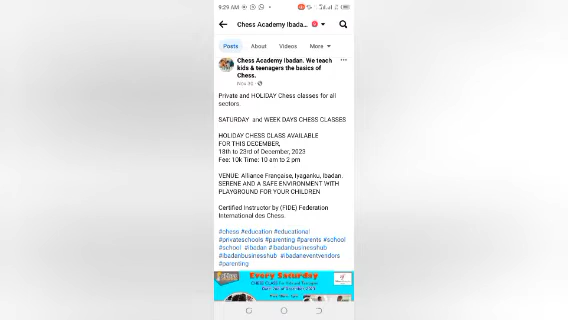 9:29 AM
Chess Academy Ibada...
Posts About Videos More
Chess Academy Ibadan. We teach
kids & teenagers the basics of
Chess.
Private and HOLIDAY Chess classes for all
sectors:
SATURDAY and WEEK DAYS CHESS CLASSES
HOLIDAY CHESS CLASS AVAILABLE
FOR THIS DECEMBER,
18th to 23rd of December, 2023
Fee: 10k Time: 10 am to 2 pm
VENUE: Alliance Française, Iyaganku, Ibadan.
SERENE AND A SAFE ENVIRONMENT WITH
PLAYGROUND FOR YOUR CHILDREN
Certified Instructor by (FIDE) Federation
International des Chess.
#chess #education #educational
#privateschools #parenting #parents #school
#school #ibadan #ibadanbusinesshub
#ibadanbusinesshub #ibadaneventvendors
#parenting
Every Saturday